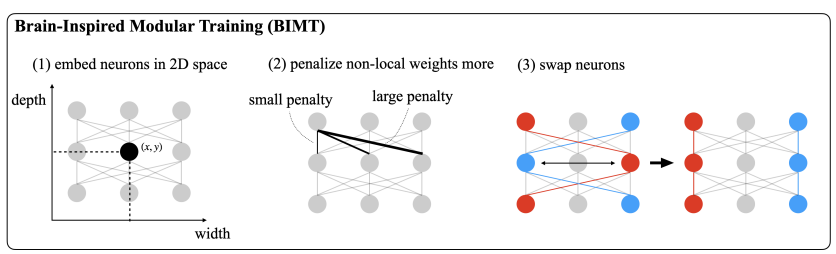 Brain-Inspired Modular Training (BIMT)
(1) embed neurons in 2D space
depth
(x, y)
width
(2) penalize non-local weights more
small penalty
large penalty
(3) swap neurons